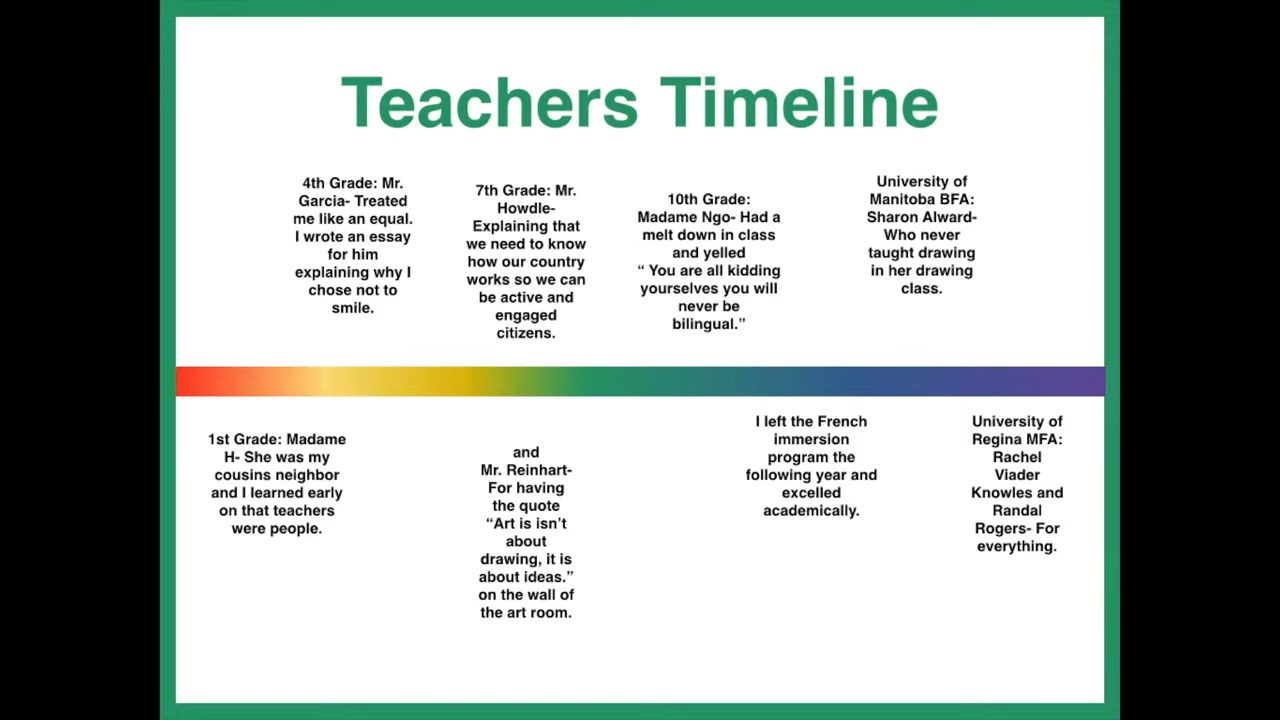 Teachers Timeline
4th Grade: Mr.
Garcia- Treated
me like an equal.
I wrote an essay
for him
explaining why I
chose not to
smile.
7th Grade: Mr.
Howdle-
Explaining that
we need to know
how our country
works so we can
be active and
engaged
citizens.
10th Grade:
Madame Ngo- Had a
melt down in class
and yelled
“ You are all kidding
yourselves you will
never be
bilingual.”
University of
Manitoba BFA:
Sharon Alward-
Who never
taught drawing
in her drawing
class.
1st Grade: Madame
H- She was my
cousins neighbor
and I learned early
on that teachers
were people.
and
Mr. Reinhart-
For having
the quote
“Art is isn’t
about
drawing, it is
about ideas.”
on the wall of
the art room.
I left the French
immersion
program the
following year and
excelled
academically.
University of
Regina MFA:
Rachel
Viader
Knowles and
Randal
Rogers- For
everything.